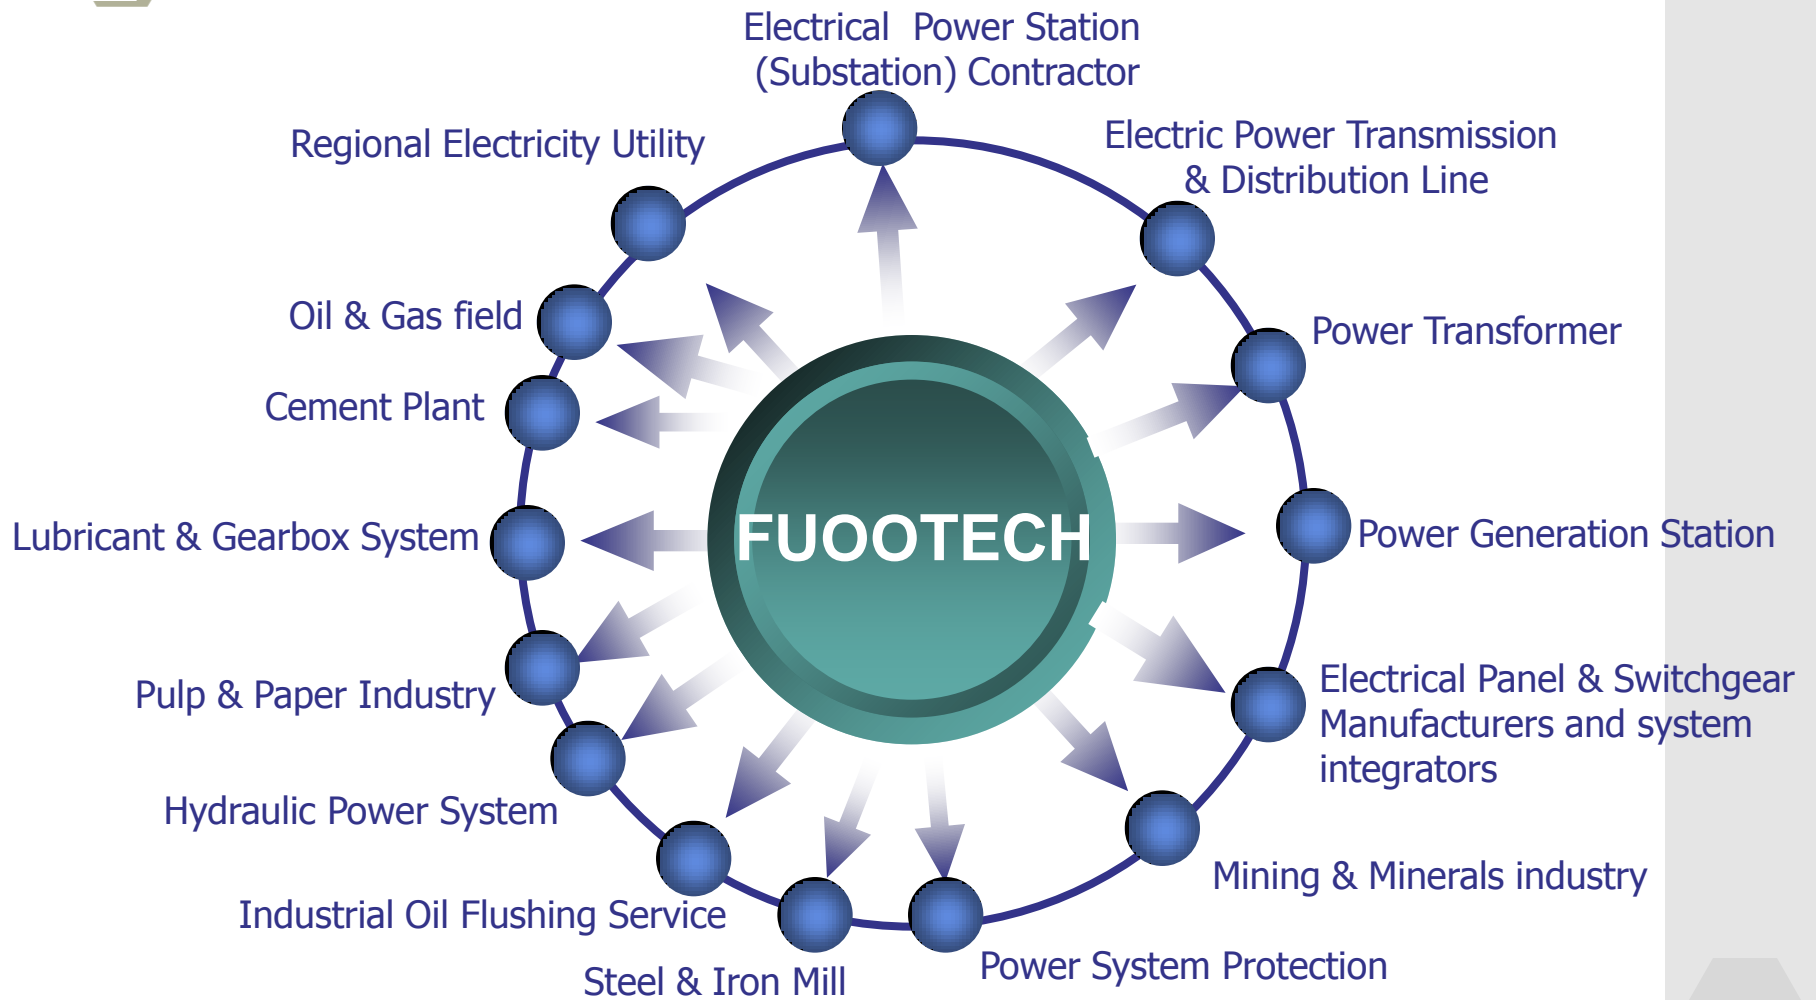 Electrical Power Station
(Substation) Contractor
Regional Electricity Utility
Electric Power Transmission
& Distribution Line
Oil & Gas field
Power Transformer
Cement Plant
FUOOTECH
Lubricant & Gearbox System
Power Generation Station
Pulp & Paper Industry
Electrical Panel & Switchgear
Manufacturers and system
integrators
Hydraulic Power System
Mining & Minerals industry
Industrial Oil Flushing Service
Power System Protection
Steel & Iron Mill